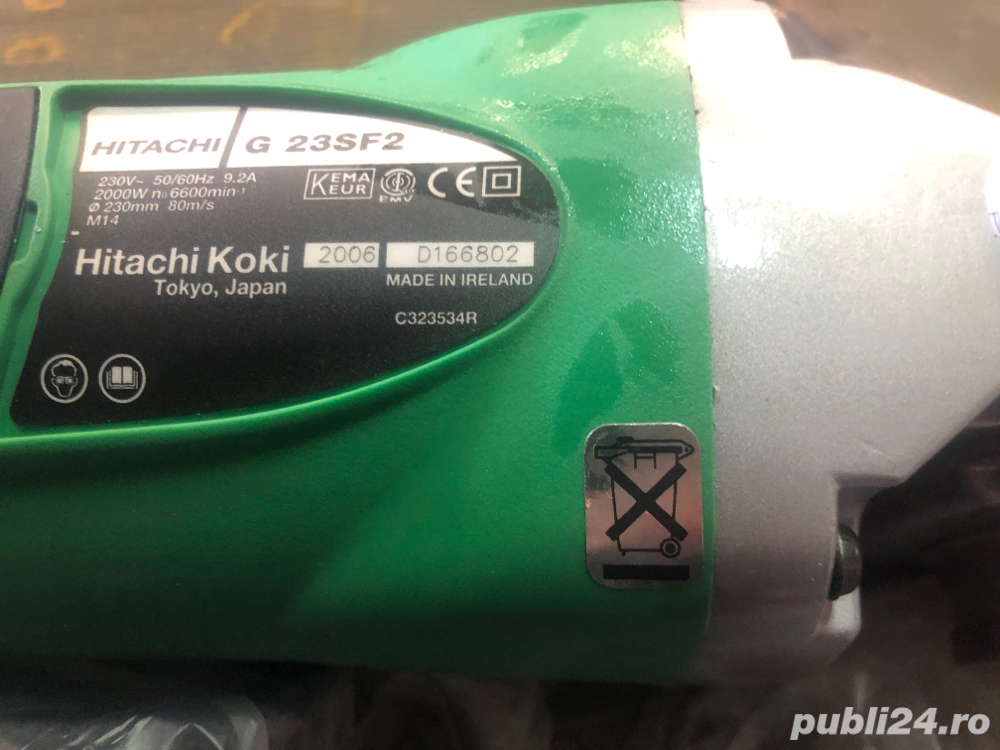 HITACHI G 23SF2
230V~ 50/60Hz 9.2A
2000W n₀ 6600min⁻¹
Ø 230mm 80m/s
M14
KEMA
KEUR
EMV
CE
Hitachi Koki 2006 D166802
Tokyo, Japan MADE IN IRELAND
C323534R
publi24.ro